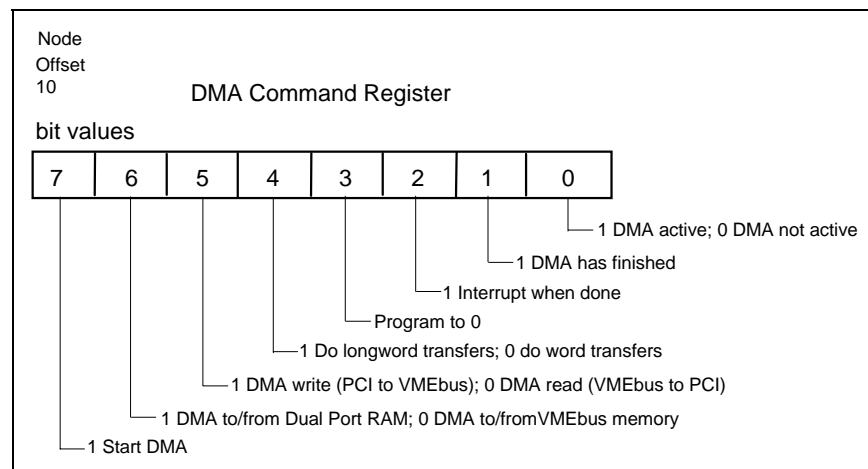 Node
Offset
10
DMA Command Register
bit values
7 6 5 4 3 2 1 0
1 DMA active; 0 DMA not active
1 DMA has finished
1 Interrupt when done
Program to 0
1 Do longword transfers; 0 do word transfers
1 DMA write (PCI to VMEbus); 0 DMA read (VMEbus to PCI)
1 DMA to/from Dual Port RAM; 0 DMA to/fromVMEbus memory
1 Start DMA